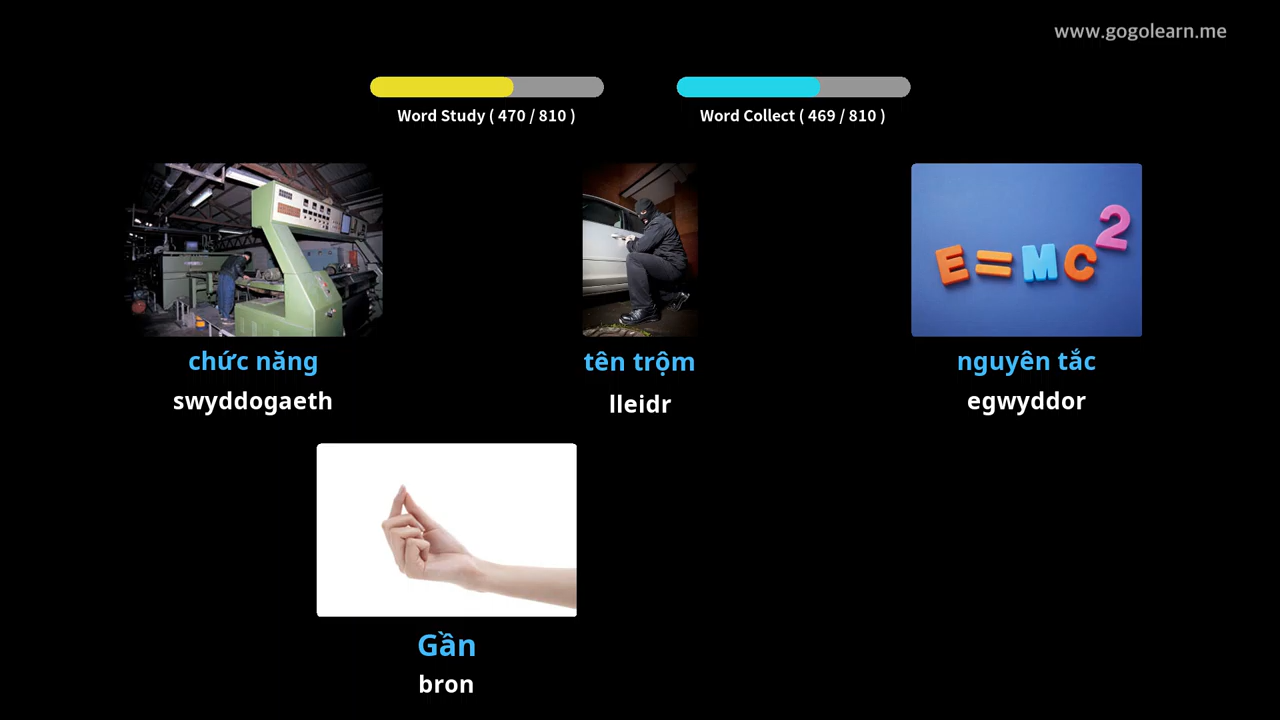 www.gogolearn.me
Word Study ( 470 / 810 )
Word Collect ( 469 / 810 )
E=MC2
chức năng
tên trộm
nguyên tắc
swyddogaeth
lleidr
egwyddor
Gần
bron